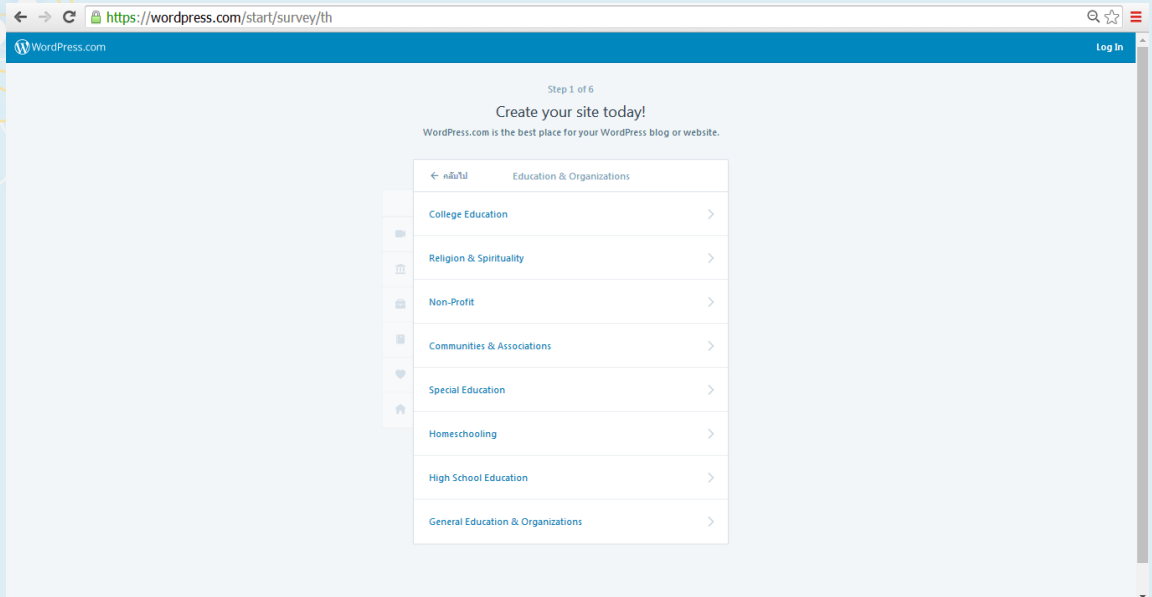 https://wordpress.com/start/survey/th
WordPress.com
Log In
Step 1 of 6
Create your site today!
WordPress.com is the best place for your WordPress blog or website.
← กลับไป Education & Organizations
College Education
Religion & Spirituality
Non-Profit
Communities & Associations
Special Education
Homeschooling
High School Education
General Education & Organizations